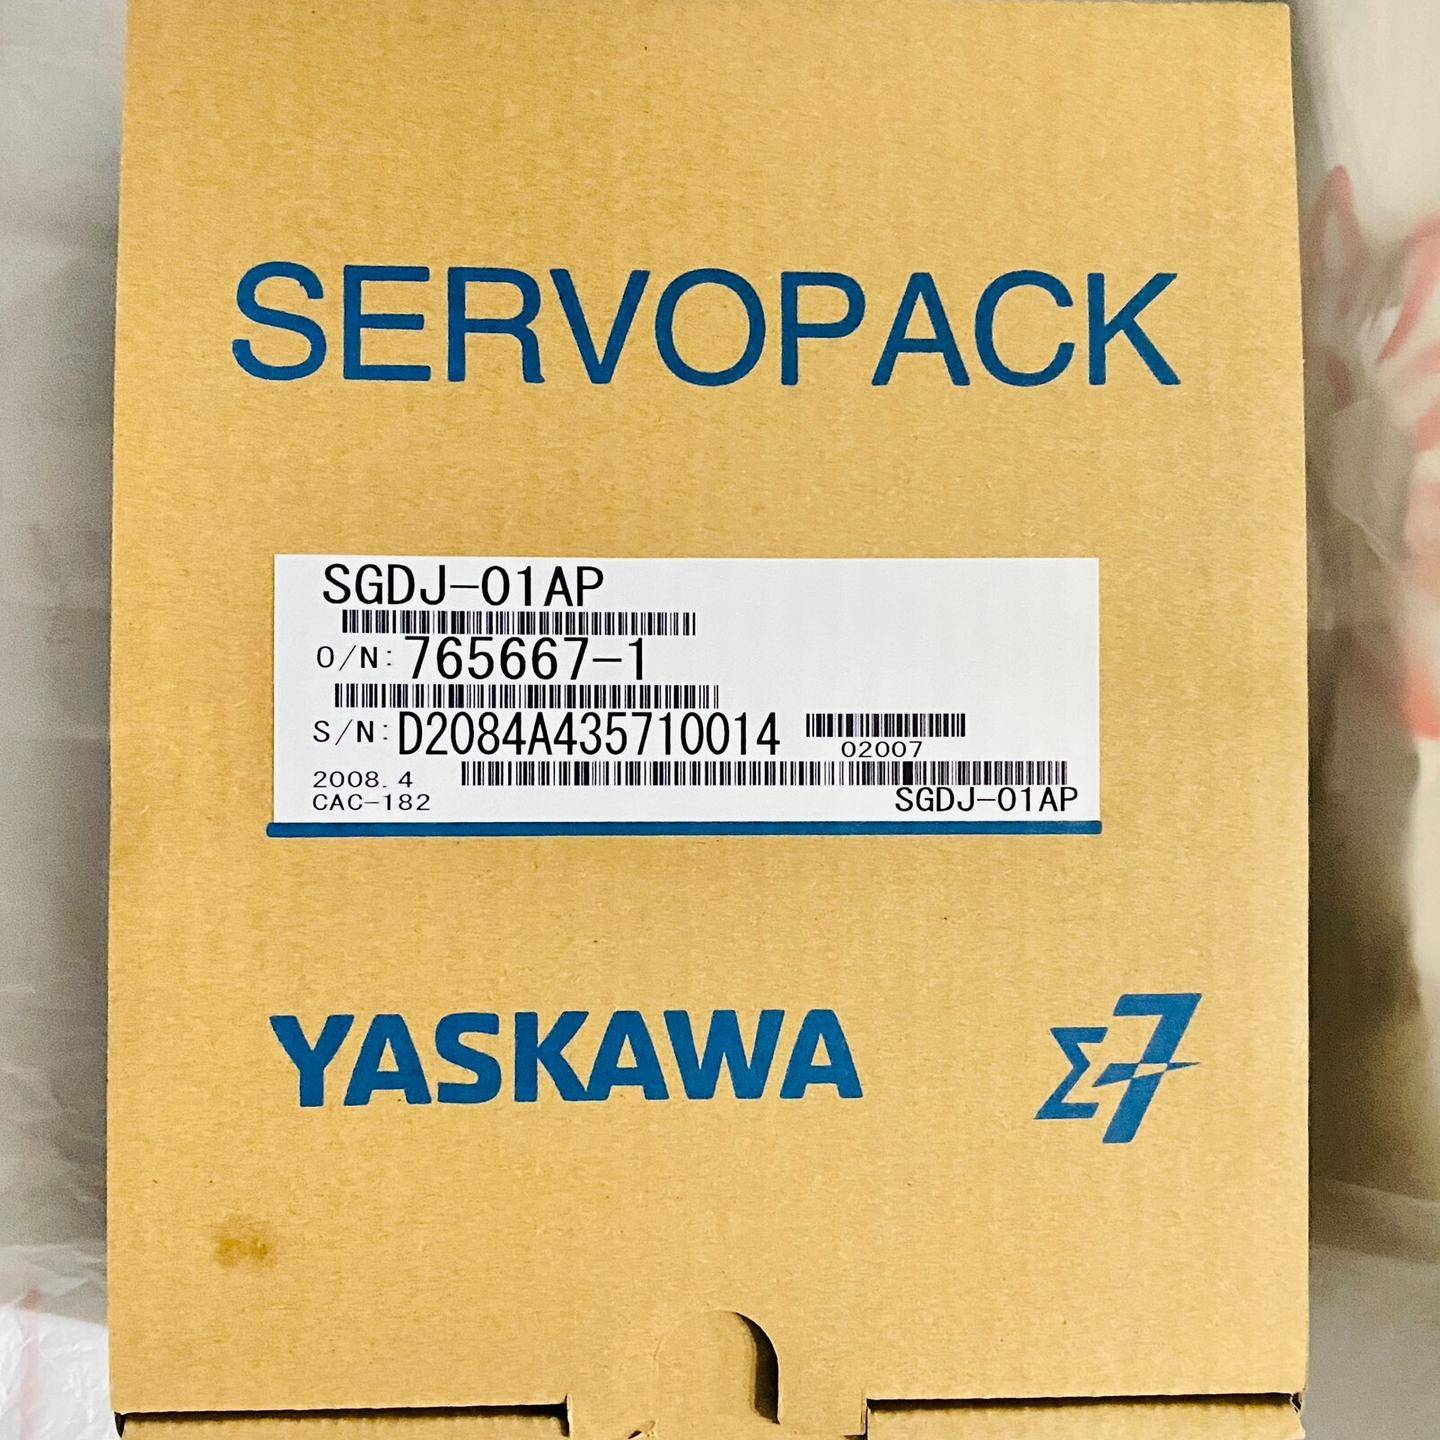 SERVOPACK
SGDJ-01AP
O/N: 765667-1
S/N: D2084A435710014
02007
2008.4
CAC-182
SGDJ-01AP
YASKAWA
Σ7